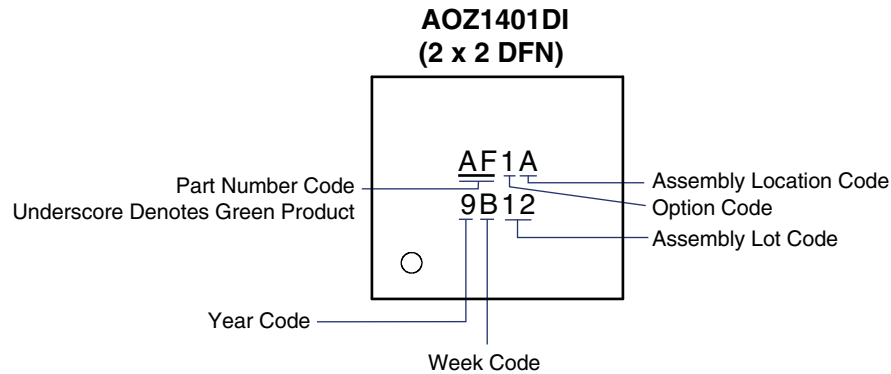 AOZ1401DI
(2 x 2 DFN)
AF1A
Part Number Code
Underscore Denotes Green Product
Assembly Location Code
Option Code
9B12
Assembly Lot Code
Year Code
Week Code